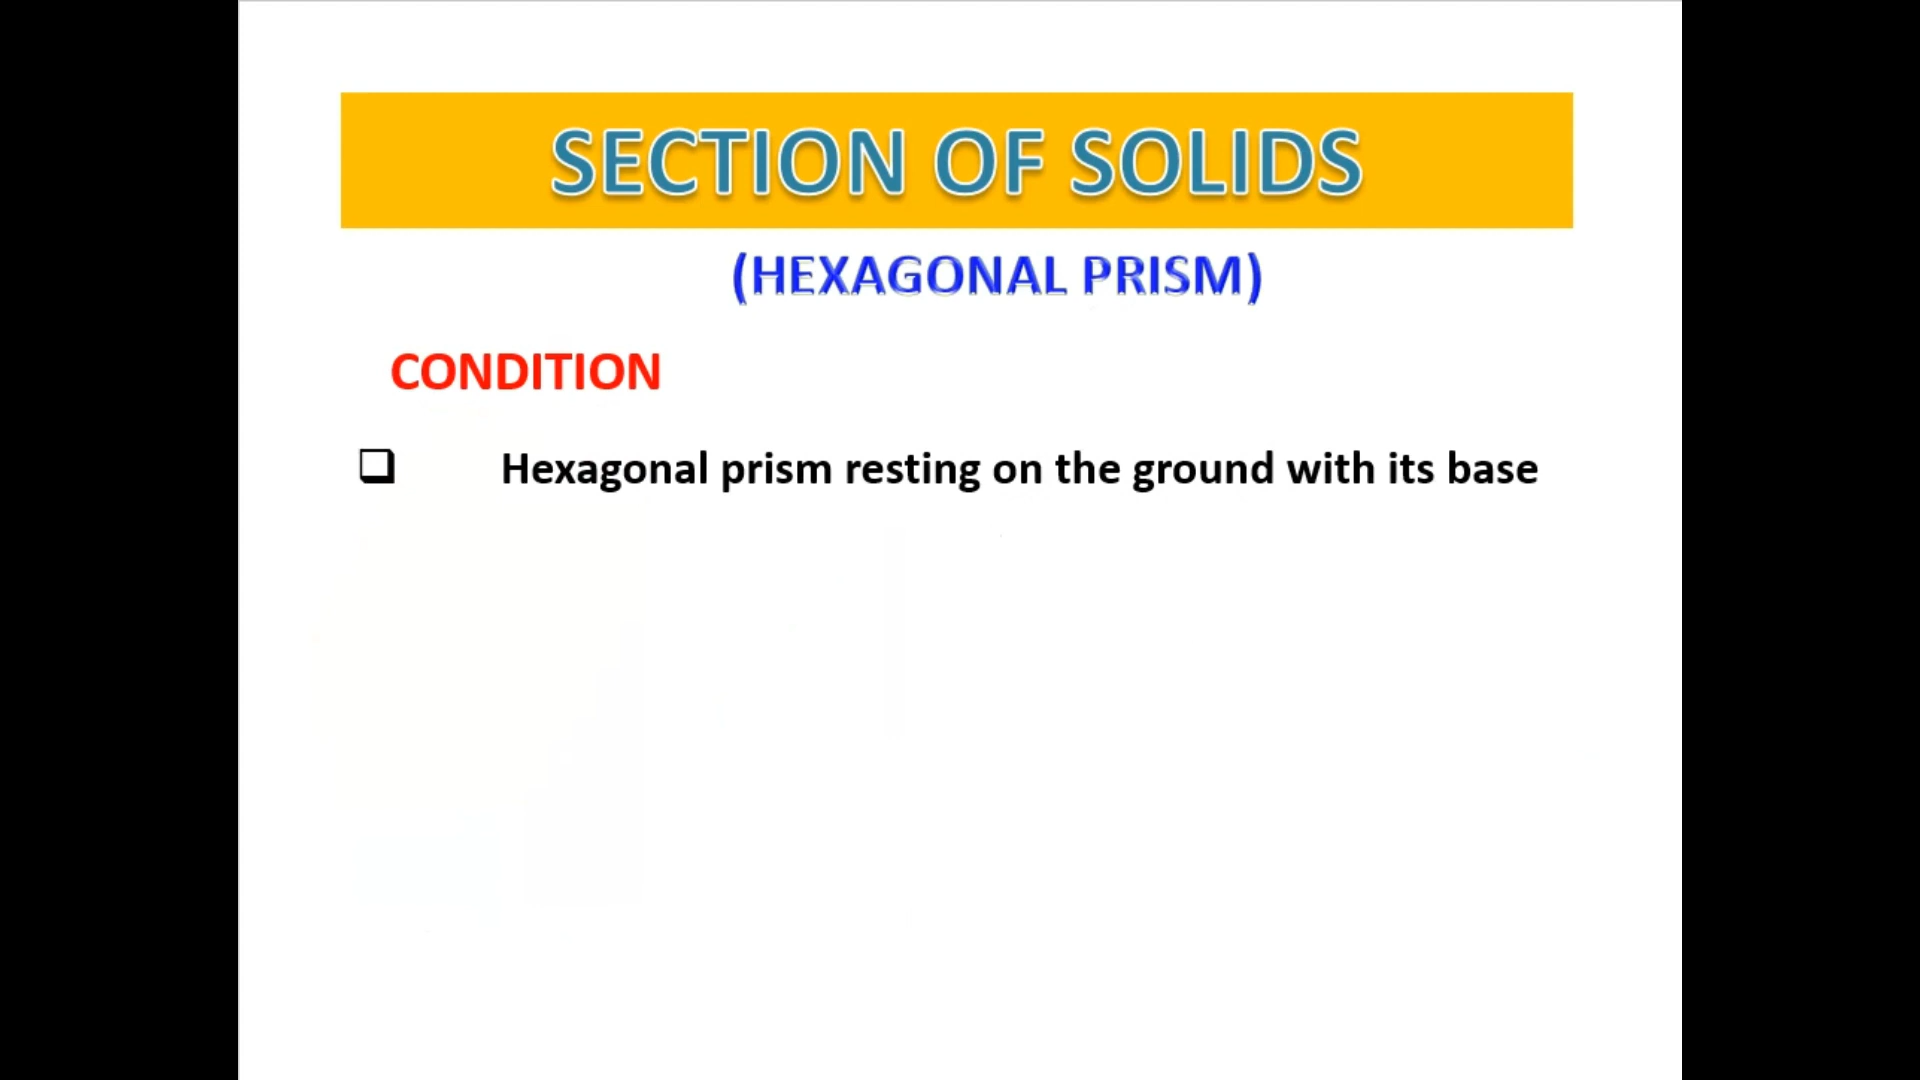 SECTION OF SOLIDS
(HEXAGONAL PRISM)
CONDITION
❑ Hexagonal prism resting on the ground with its base